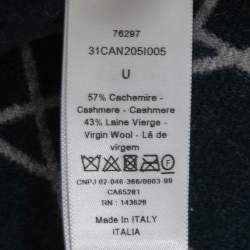 76297
31CAN205I005
U
57% Cachemire -
Cashmere - Cashmere
43% Laine Vierge -
Virgin Wool - Lã de
virgem
CNPJ 02-046-366/0003-99
CA65281
RN : 143626
Made In ITALY
ITALIA